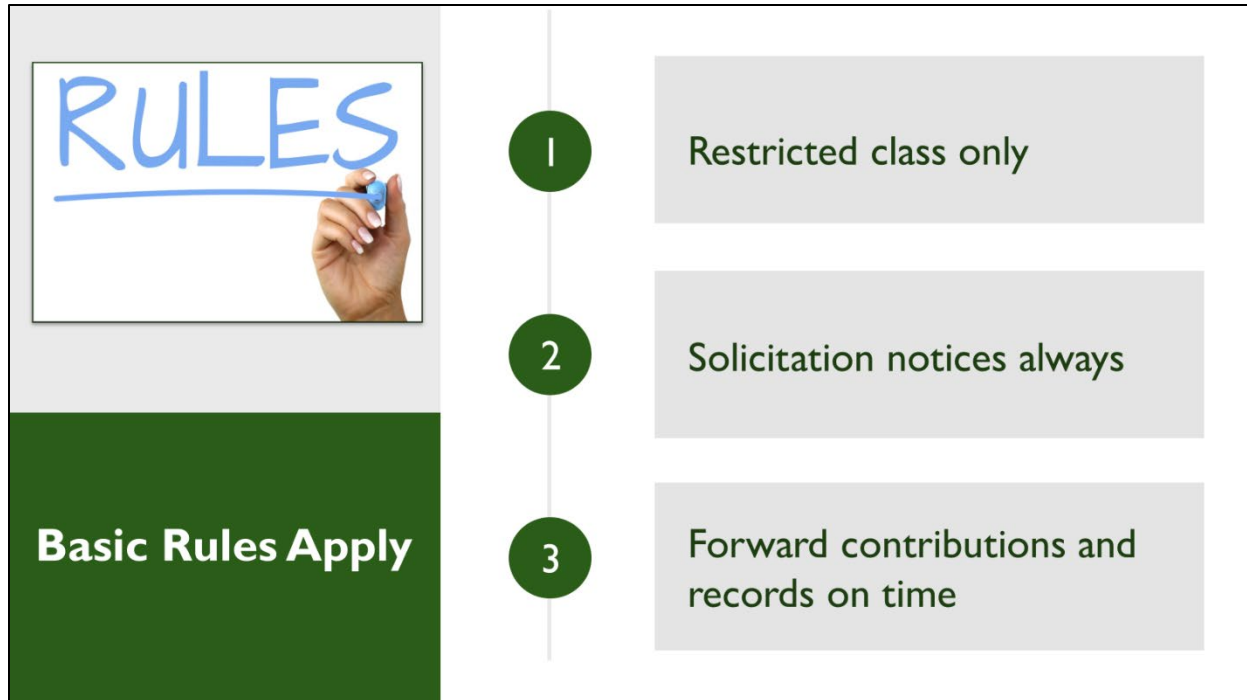 RULES
Basic Rules Apply
1
Restricted class only
2
Solicitation notices always
3
Forward contributions and
records on time